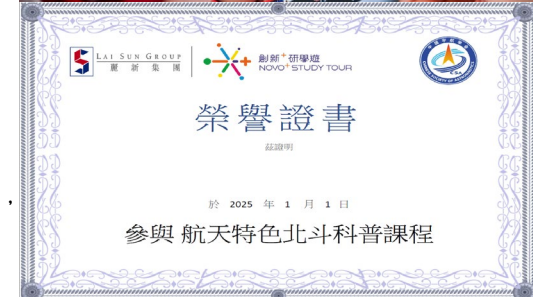 LAI SUN GROUP
麗新集團
創新+研學遊
NOVO+STUDY TOUR
榮譽證書
茲證明
於 2025 年 1 月 1 日
,
參與 航天特色北斗科普課程